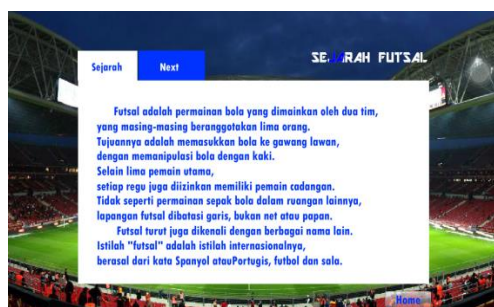 SEJARAH FUTSAL
Sejarah
Next
Futsal adalah permainan bola yang dimainkan oleh dua tim,
yang masing-masing beranggotakan lima orang.
Tujuannya adalah memasukkan bola ke gawang lawan,
dengan memanipulasi bola dengan kaki.
Selain lima pemain utama,
setiap regu juga diizinkan memiliki pemain cadangan.
Tidak seperti permainan sepak bola dalam ruangan lainnya,
lapangan futsal dibatasi garis, bukan net atau papan.
Futsal turut juga dikenali dengan berbagai nama lain.
Istilah "futsal" adalah istilah internasionalnya,
berasal dari kata Spanyol atauPortugis, futbol dan sala.
Home